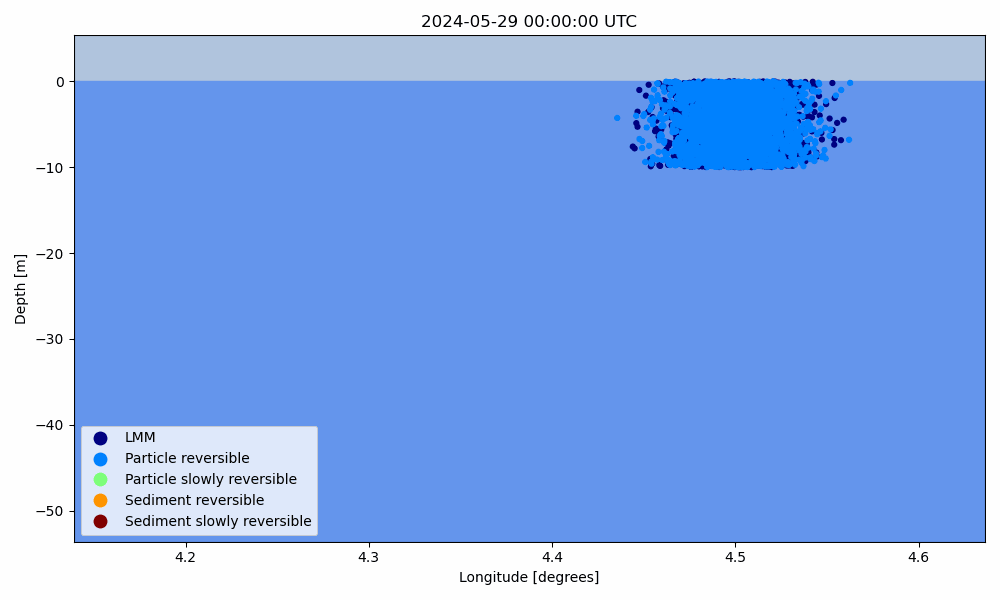 2024-05-29 00:00:00 UTC
0
−10
−20
−30
−40
−50
Depth [m]
LMM
Particle reversible
Particle slowly reversible
Sediment reversible
Sediment slowly reversible
4.2 4.3 4.4 4.5 4.6
Longitude [degrees]